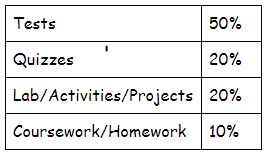 Tests 50%
Quizzes 20%
Lab/Activities/Projects 20%
Coursework/Homework 10%